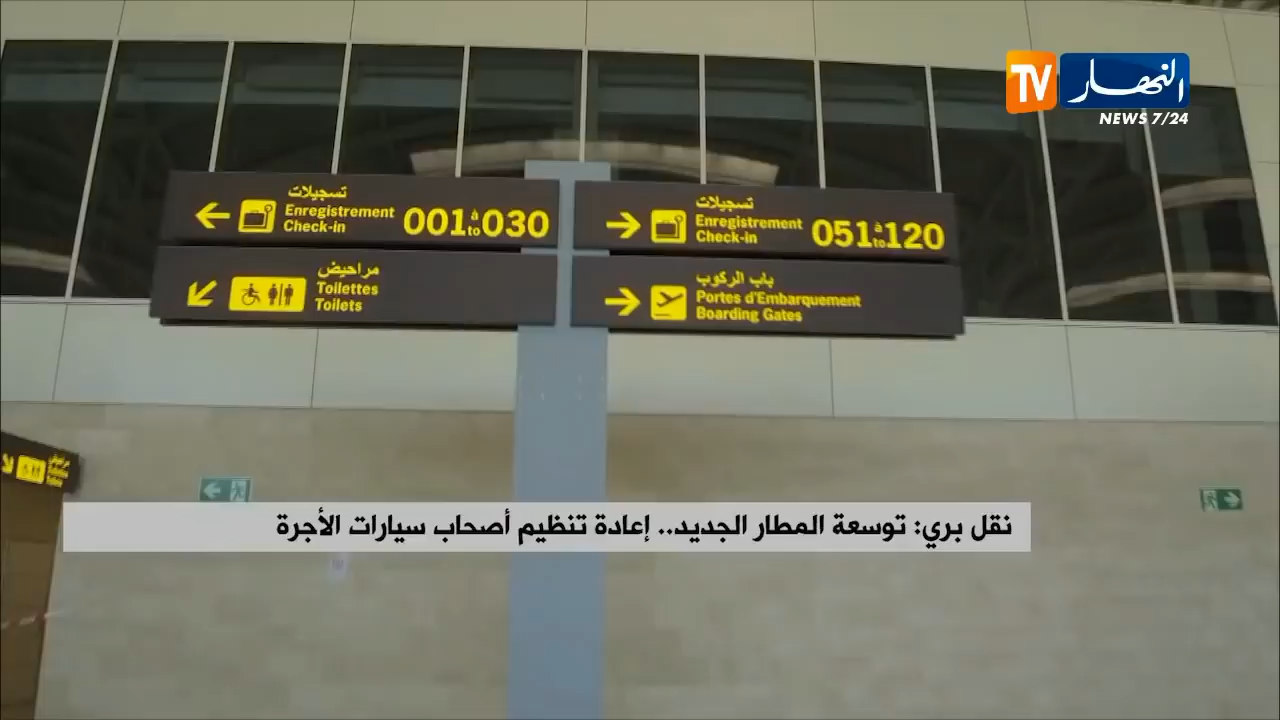 TV النهار
NEWS 7/24
تسجيلات
Enregistrement
Check-in
001 à to 030
مراحيض
Toilettes
Toilets
تسجيلات
Enregistrement
Check-in
051 à to 120
باب الركوب
Portes d'Embarquement
Boarding Gates
مراحيض
نقل بري: توسعة المطار الجديد.. إعادة تنظيم أصحاب سيارات الأجرة